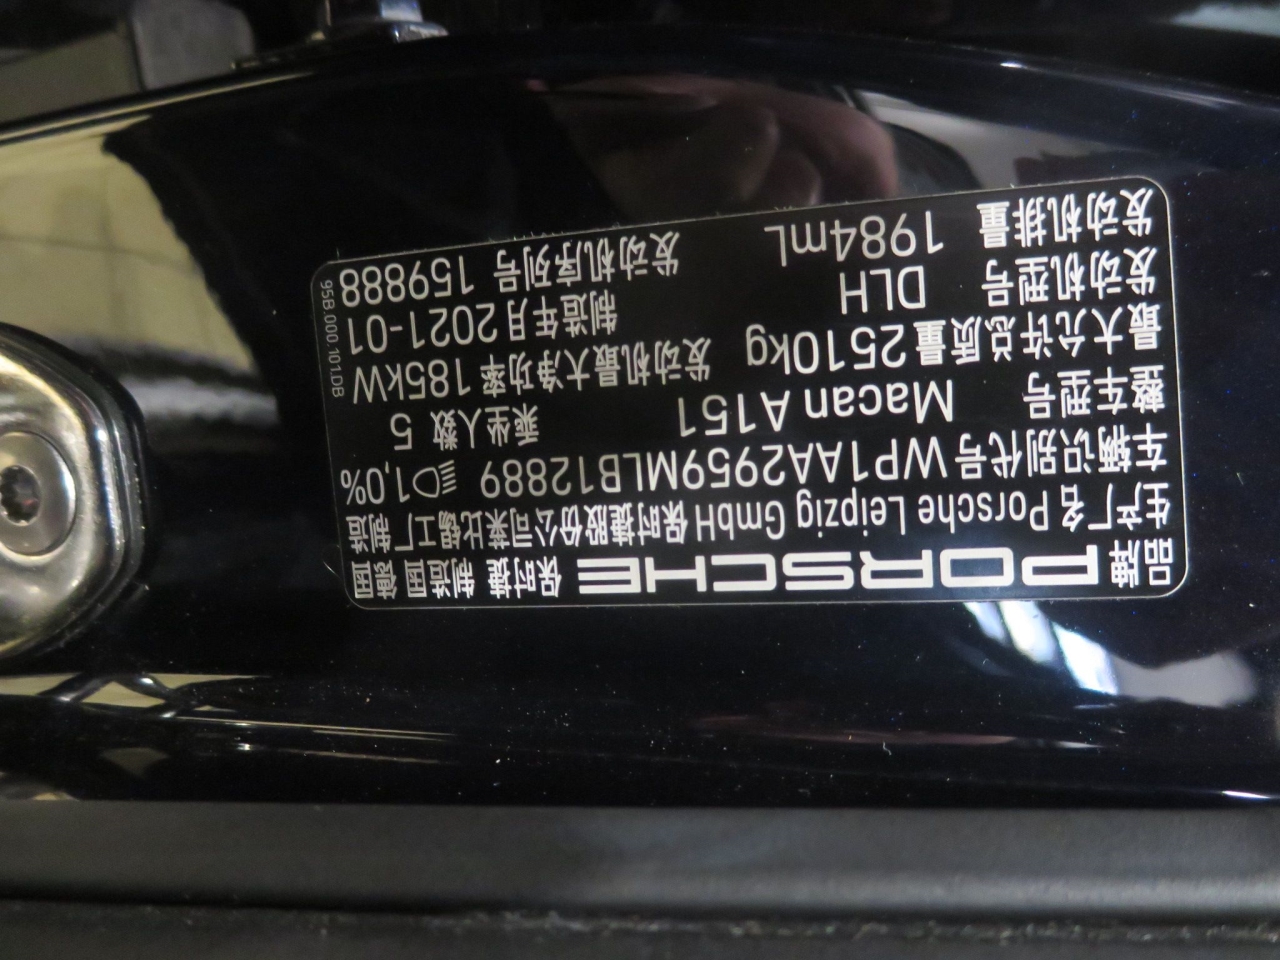 品牌 PORSCHE 保时捷 制造国 德国
生产厂名 Porsche Leipzig GmbH 保时捷股份公司莱比锡工厂 制造
车辆识别代号 WP1AA2959MLB12889 1,0%
整车型号 Macan A151 乘坐人数 5
最大允许总质量 2510kg 发动机最大净功率 185kW
发动机型号 DLH 制造年月 2021-01
发动机排量 1984mL 发动机序列号 159888
95B.000.101.DB